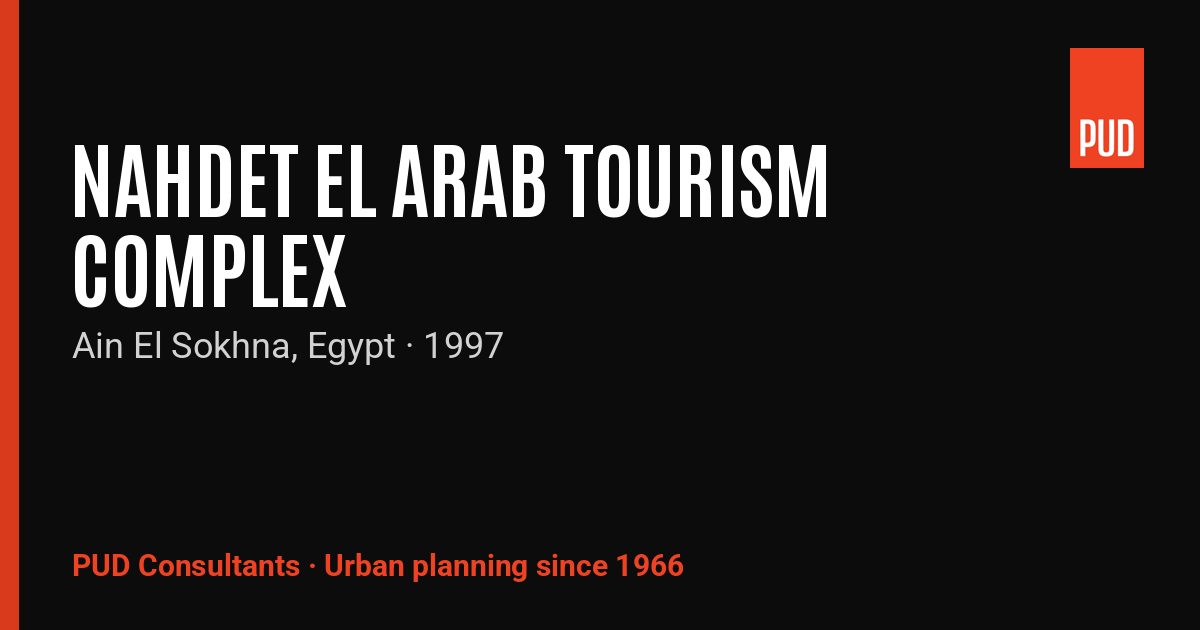 PUD
NAHDET EL ARAB TOURISM
COMPLEX
Ain El Sokhna, Egypt · 1997
PUD Consultants · Urban planning since 1966